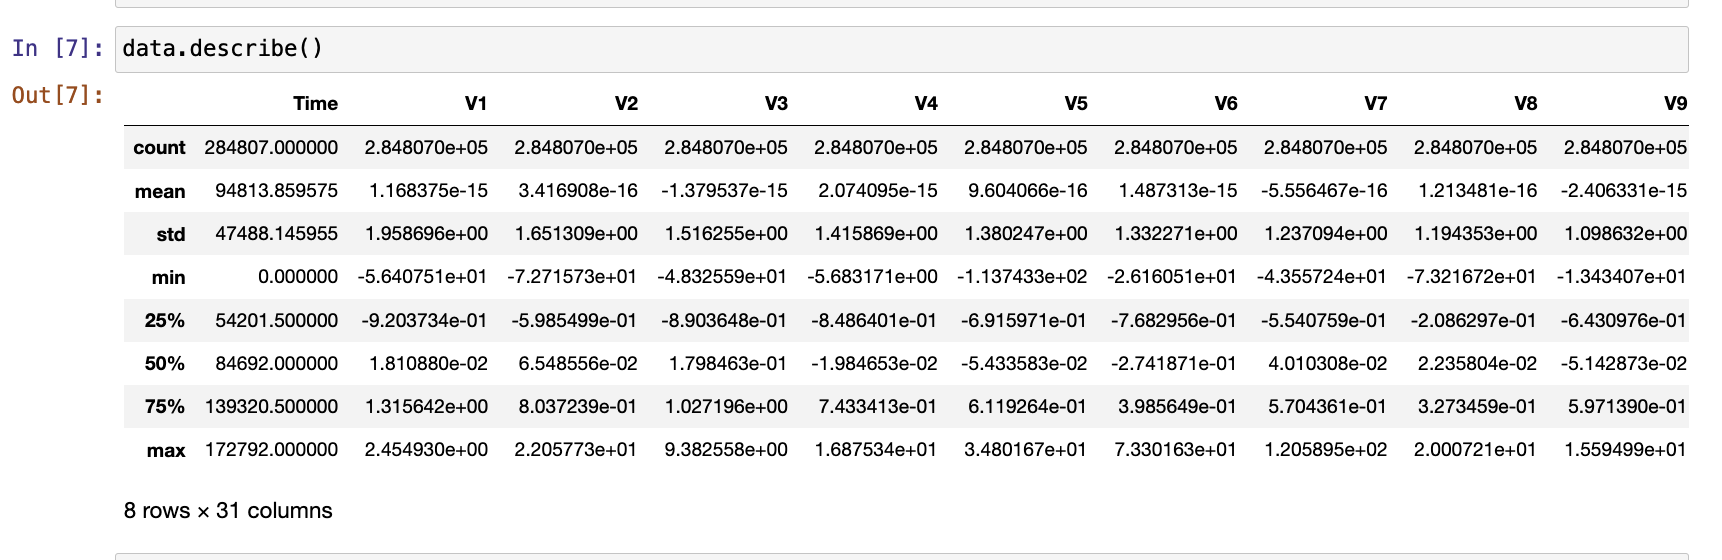 In [7]: data.describe()
Out[7]:
Time V1 V2 V3 V4 V5 V6 V7 V8 V9
count 284807.000000 2.848070e+05 2.848070e+05 2.848070e+05 2.848070e+05 2.848070e+05 2.848070e+05 2.848070e+05 2.848070e+05 2.848070e+05
mean 94813.859575 1.168375e-15 3.416908e-16 -1.379537e-15 2.074095e-15 9.604066e-16 1.487313e-15 -5.556467e-16 1.213481e-16 -2.406331e-15
std 47488.145955 1.958696e+00 1.651309e+00 1.516255e+00 1.415869e+00 1.380247e+00 1.332271e+00 1.237094e+00 1.194353e+00 1.098632e+00
min 0.000000 -5.640751e+01 -7.271573e+01 -4.832559e+01 -5.683171e+00 -1.137433e+02 -2.616051e+01 -4.355724e+01 -7.321672e+01 -1.343407e+01
25% 54201.500000 -9.203734e-01 -5.985499e-01 -8.903648e-01 -8.486401e-01 -6.915971e-01 -7.682956e-01 -5.540759e-01 -2.086297e-01 -6.430976e-01
50% 84692.000000 1.810880e-02 6.548556e-02 1.798463e-01 -1.984653e-02 -5.433583e-02 -2.741871e-01 4.010308e-02 2.235804e-02 -5.142873e-02
75% 139320.500000 1.315642e+00 8.037239e-01 1.027196e+00 7.433413e-01 6.119264e-01 3.985649e-01 5.704361e-01 3.273459e-01 5.971390e-01
max 172792.000000 2.454930e+00 2.205773e+01 9.382558e+00 1.687534e+01 3.480167e+01 7.330163e+01 1.205895e+02 2.000721e+01 1.559499e+01
8 rows × 31 columns